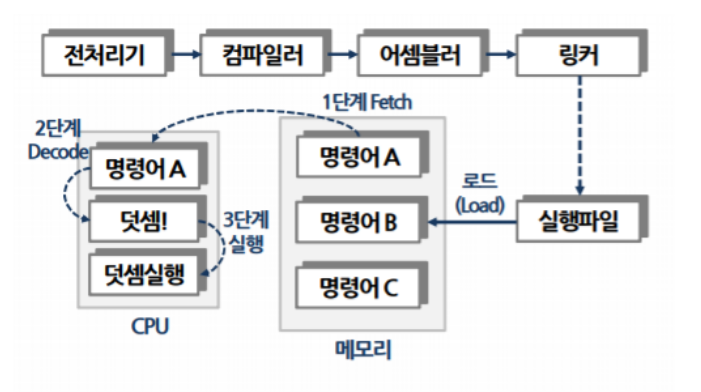 전처리기
컴파일러
어셈블러
링커
1단계 Fetch
2단계
Decode
명령어 A
명령어 A
로드
(Load)
덧셈!
3단계
실행
명령어 B
실행파일
덧셈실행
명령어 C
CPU
메모리